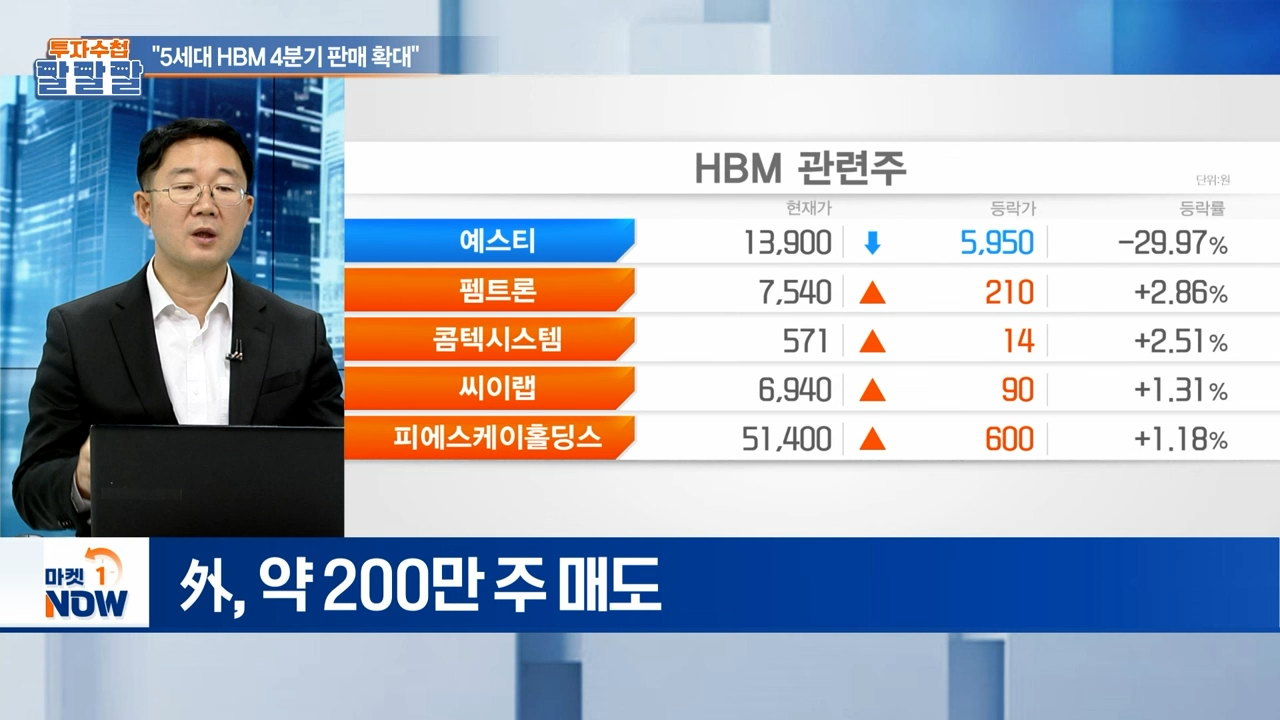 투자수첩
팔팔팔
"5세대 HBM 4분기 판매 확대"
HBM 관련주
단위:원
현재가 등락가 등락률
예스티 13,900 ⬇ 5,950 -29.97%
펨트론 7,540 ▲ 210 +2.86%
콤텍시스템 571 ▲ 14 +2.51%
씨이랩 6,940 ▲ 90 +1.31%
피에스케이홀딩스 51,400 ▲ 600 +1.18%
마켓 1
NOW
外, 약 200만 주 매도